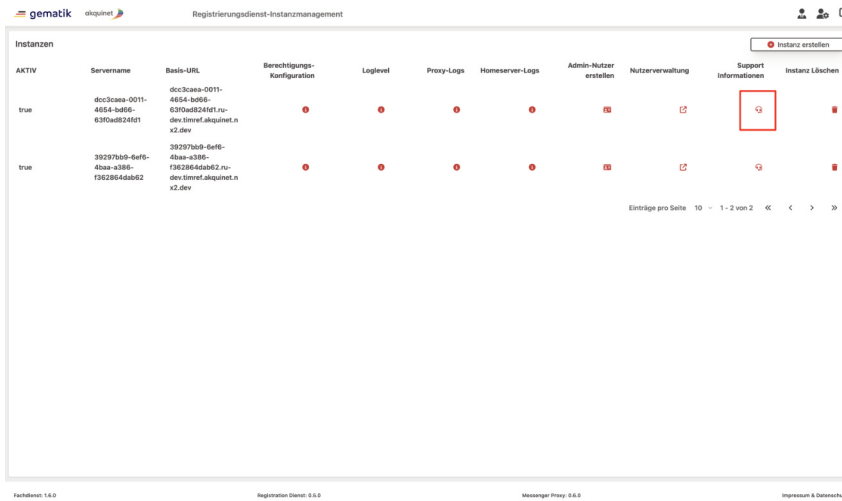 gematik akquinet Registrierungsdienst-Instanzmanagement
Instanzen
Instanz erstellen
AKTIV Servername Basis-URL Berechtigungs-Konfiguration Loglevel Proxy-Logs Homeserver-Logs Admin-Nutzer erstellen Nutzerverwaltung Support Informationen Instanz Löschen
dcc3caea-0011-
4654-bd66-
63f0ad824fd1
dcc3caea-0011-
4654-bd66-
63f0ad824fd1.ru-
dev.timref.akquinet.n
x2.dev
true
39297bb9-6ef6-
4baa-a386-
f362864dab62
39297bb9-6ef6-
4baa-a386-
f362864dab62.ru-
dev.timref.akquinet.n
x2.dev
true
Einträge pro Seite 10 1 - 2 von 2
Fachdienst: 1.6.0 Registration Dienst: 0.5.0 Messenger Proxy: 0.6.0 Impressum & Datenschu